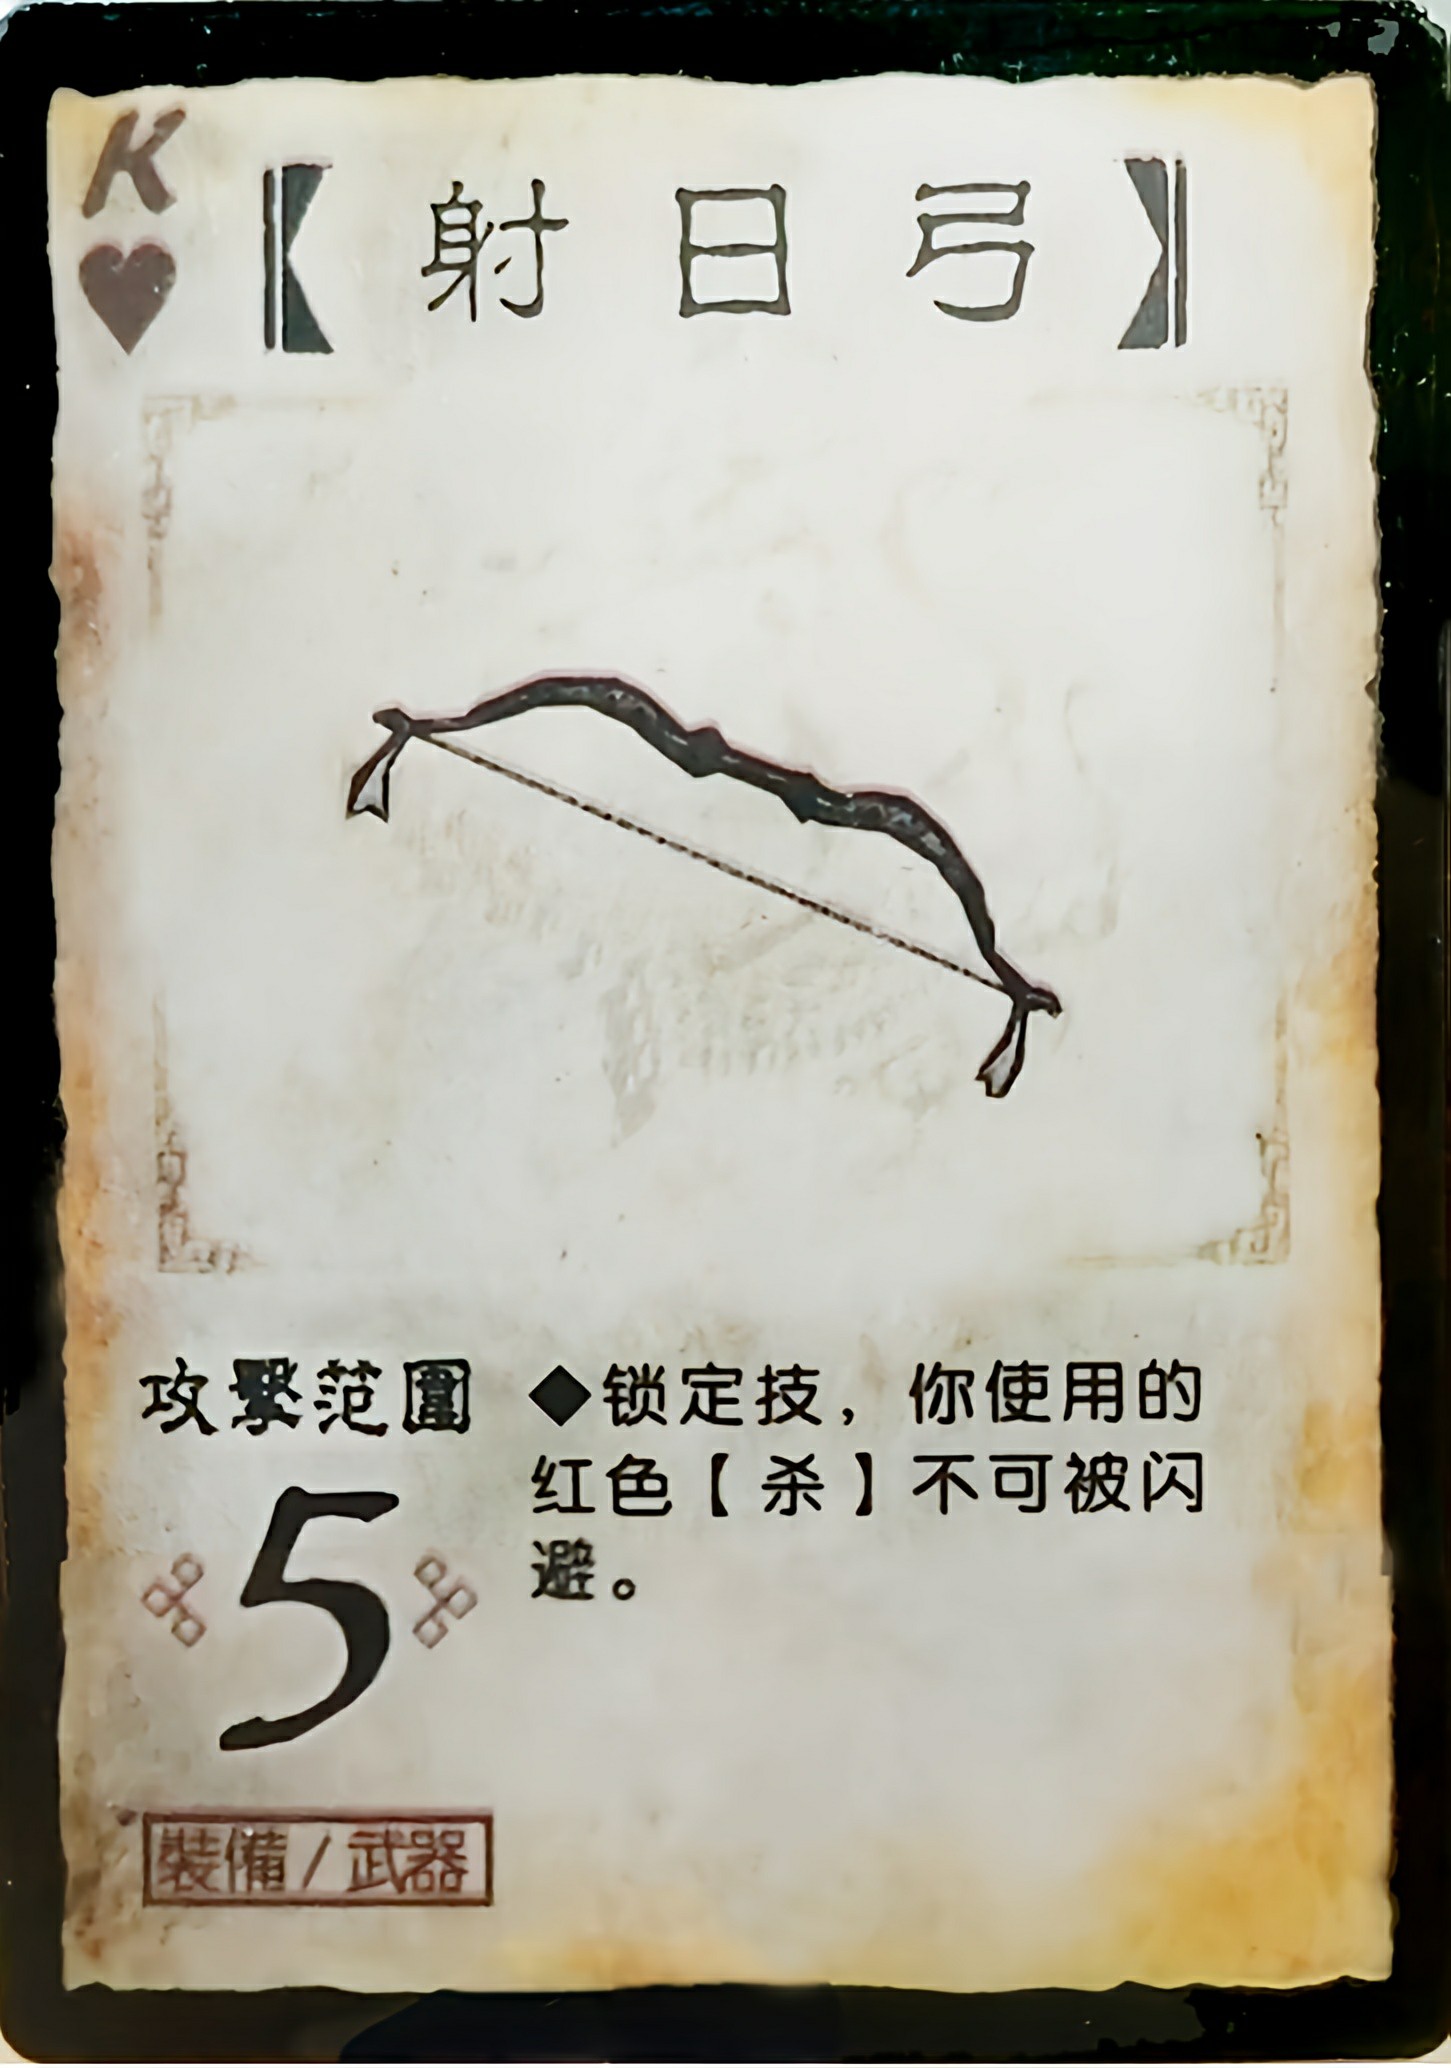 K
【射日弓】
攻擊范圍
5
◆锁定技，你使用的
红色【杀】不可被闪
避。
裝備/武器